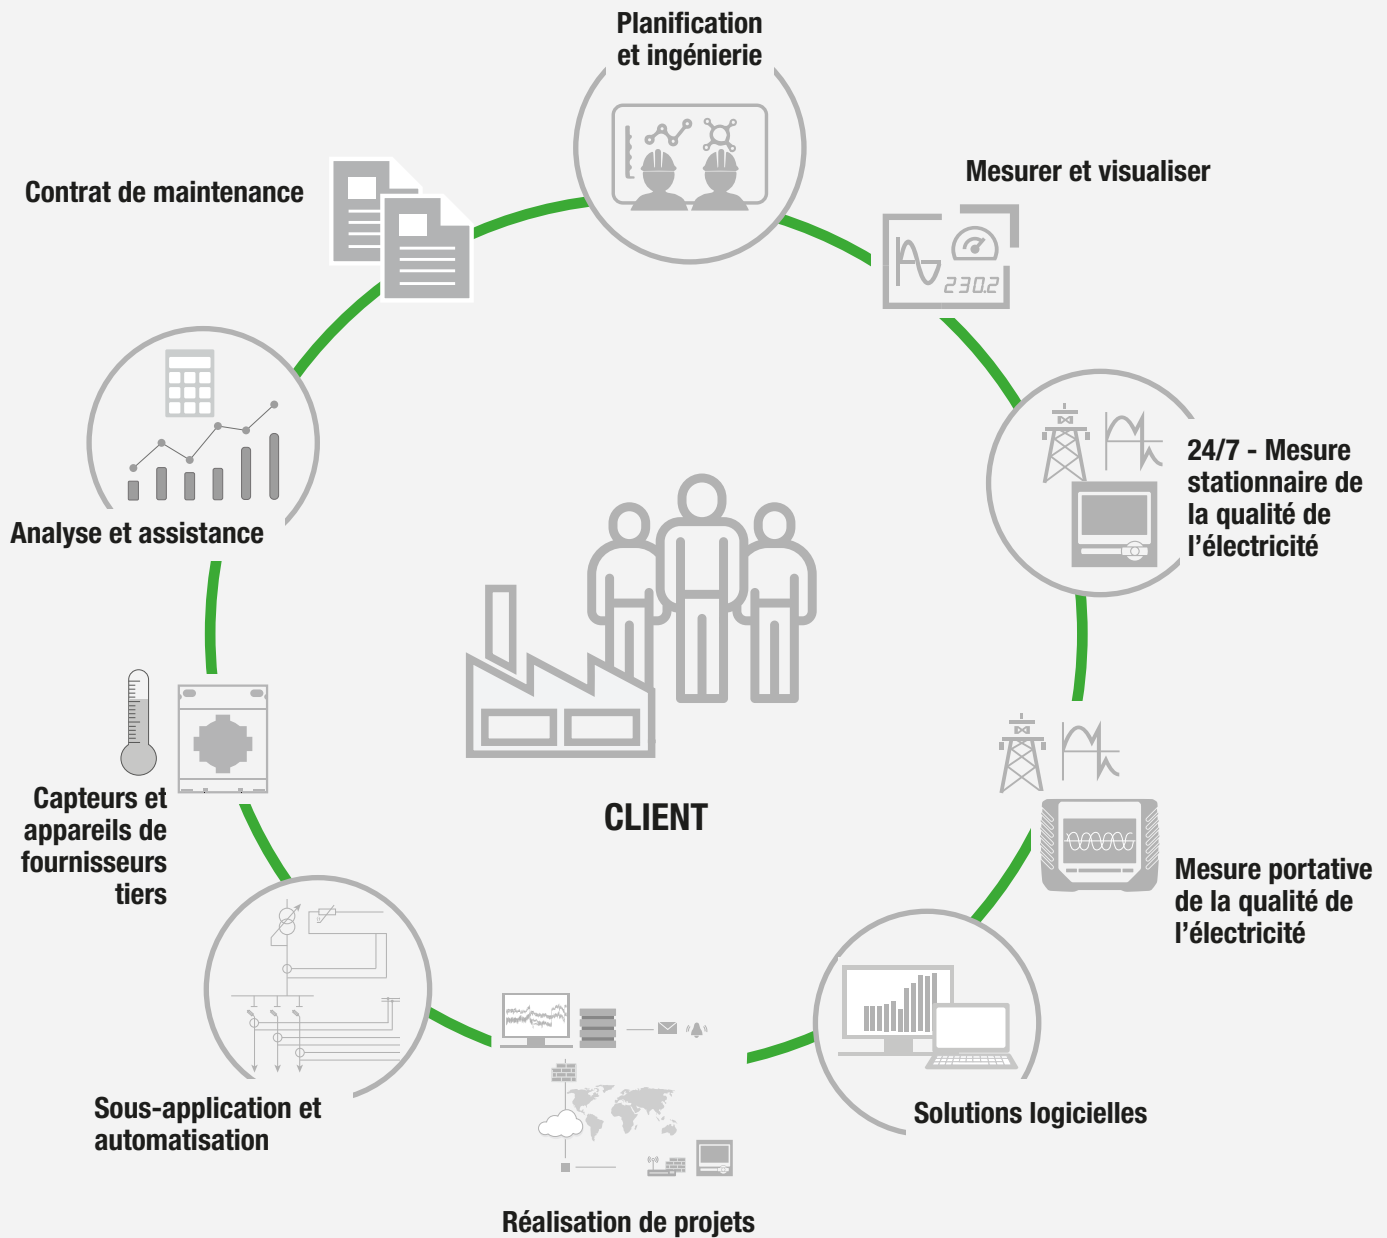 Planification
et ingénierie
Mesurer et visualiser
230.2
24/7 - Mesure
stationnaire de
la qualité de
l’électricité
Mesure portative
de la qualité de
l’électricité
Solutions logicielles
Réalisation de projets
Sous-application et
automatisation
Capteurs et
appareils de
fournisseurs
tiers
Analyse et assistance
Contrat de maintenance
CLIENT